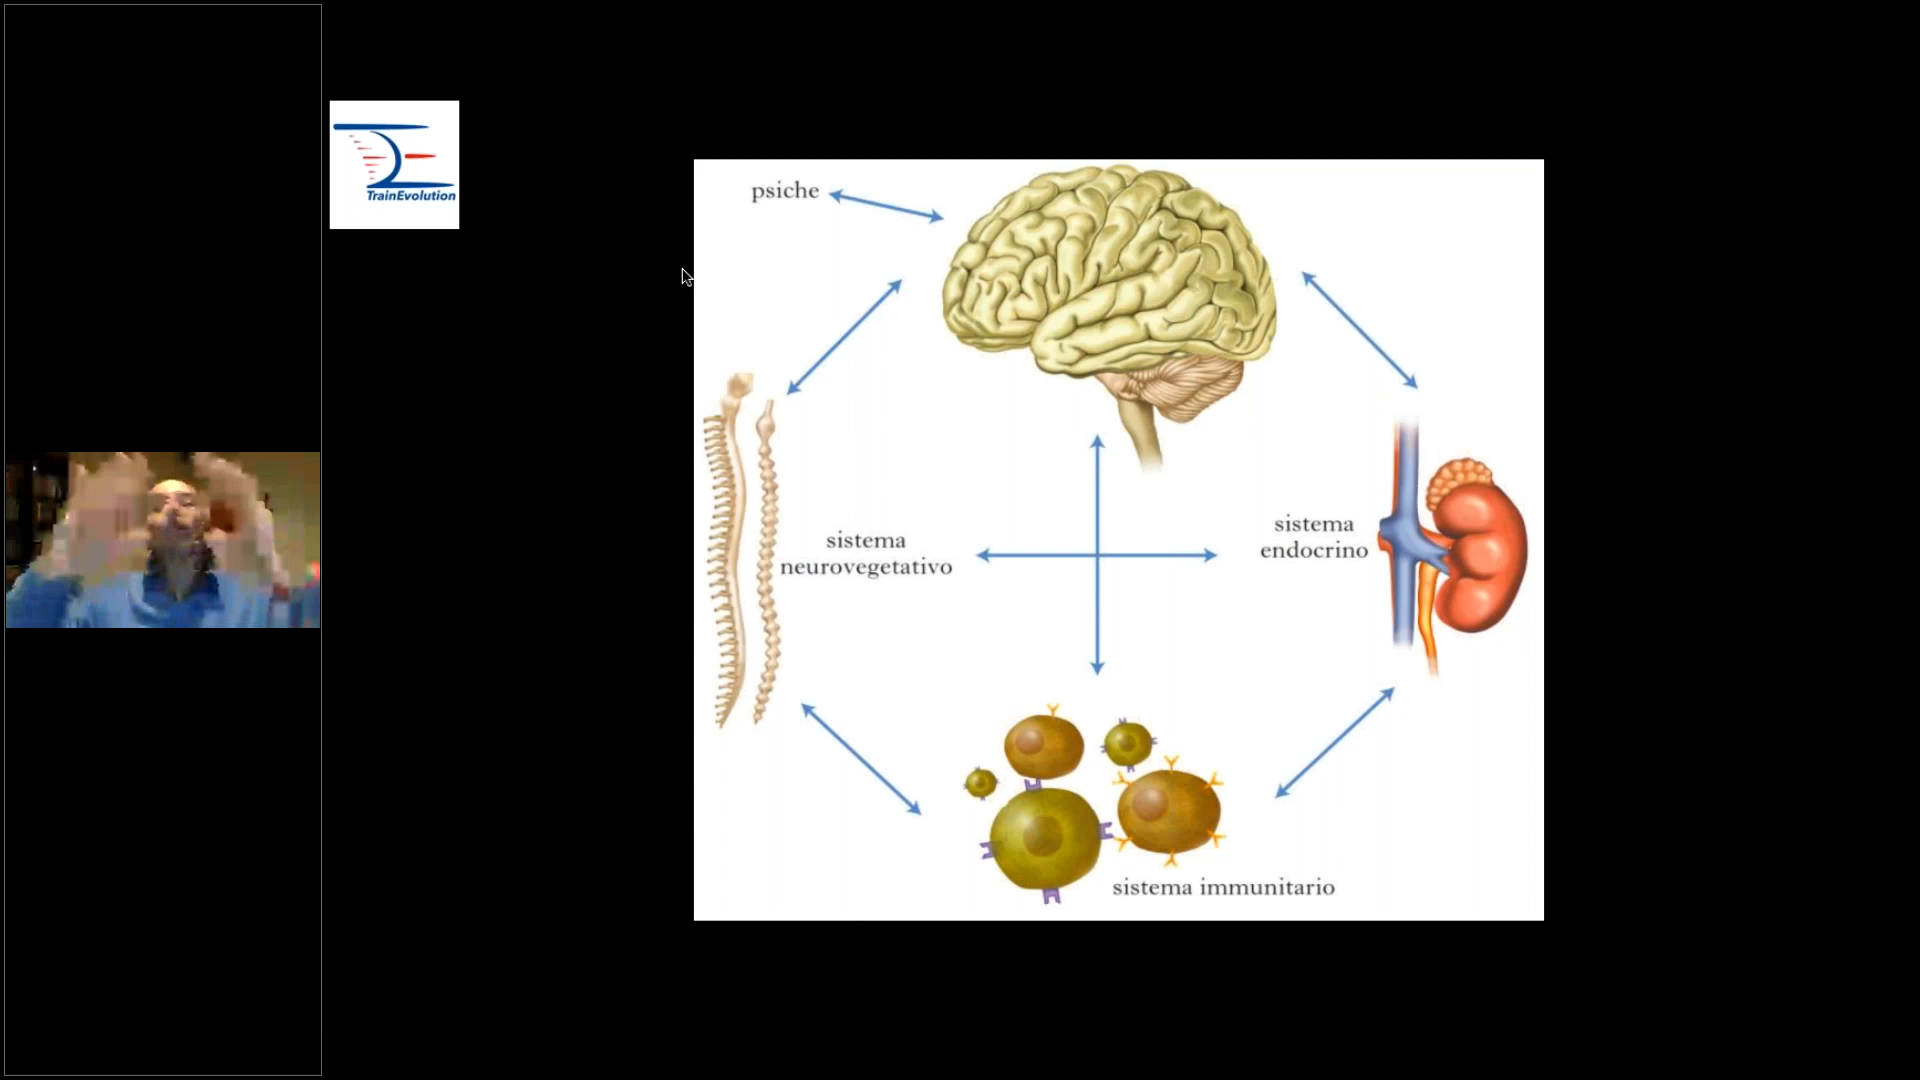 TrainEvolution
psiche
sistema
neurovegetativo
sistema
endocrino
sistema immunitario